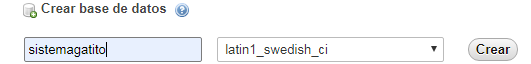 Crear base de datos
sistemagatito latin1_swedish_ci Crear